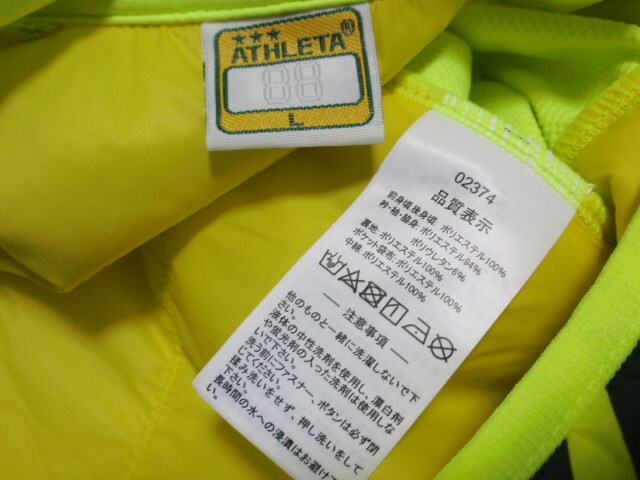 ATHLETA
88
L
02374
品質表示
前身頃後身頃：ポリエステル100%
衿・袖・脇身：ポリエステル94%
ポリウレタン6%
裏地：ポリエステル100%
ポケット袋布：ポリエステル100%
中綿：ポリエステル100%
― 注意事項 ―
他のものと一緒に洗濯しないで下
さい。
液体の中性洗剤を使用し、漂白剤
や蛍光剤の入った洗剤は使用しな
いで下さい。
洗う前にファスナー、ボタンは必ず閉
じてください。
揉み洗いをせず、押し洗いをして
下さい。
長時間の水への浸漬はお避け